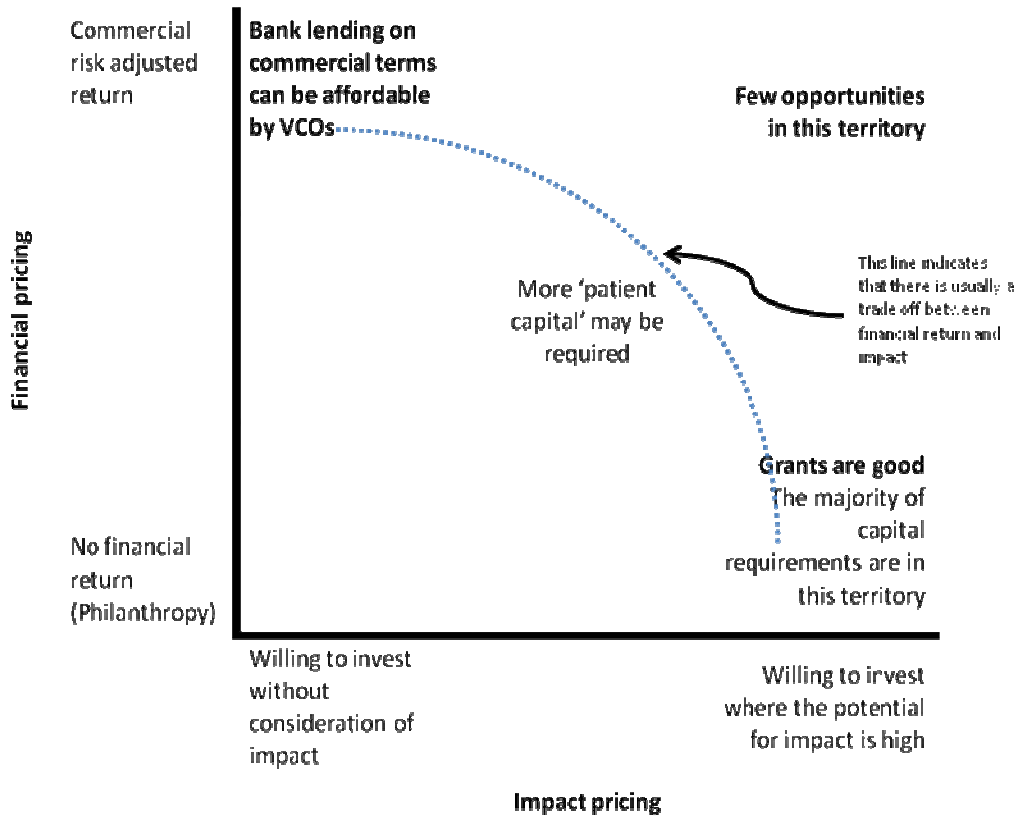 Commercial
risk adjusted
return
Bank lending on
commercial terms
can be affordable
by VCOs
Few opportunities
in this territory
Financial pricing
More ‘patient
capital’ may be
required
This line indicates
that there is usually a
trade off between
financial return and
impact
Grants are good
The majority of
capital
requirements are in
this territory
No financial
return
(Philanthropy)
Willing to invest
without
consideration of
impact
Willing to invest
where the potential
for impact is high
Impact pricing